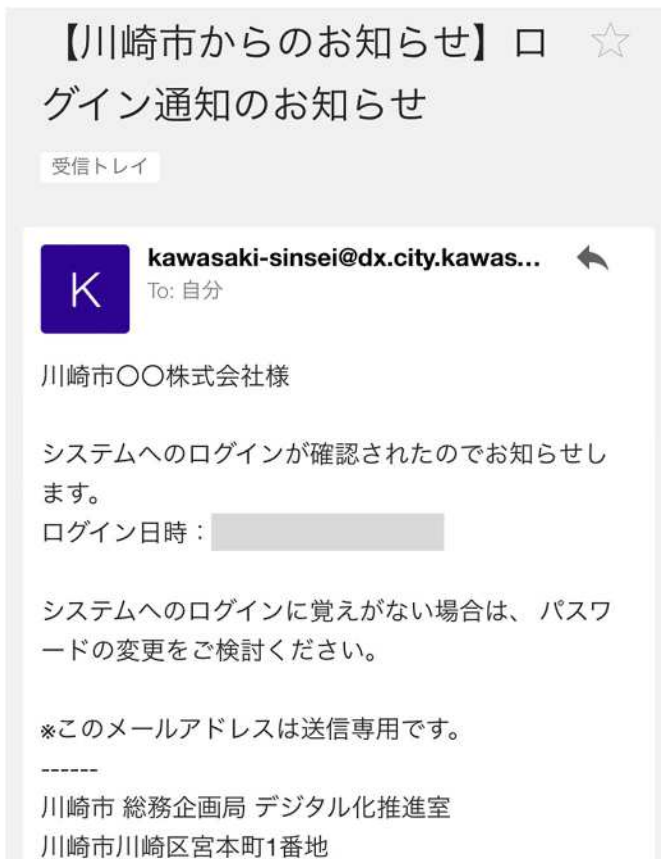 【川崎市からのお知らせ】ロ
グイン通知のお知らせ
受信トレイ
K
kawasaki-sinsei@dx.city.kawas...
To: 自分
川崎市〇〇株式会社様
システムへのログインが確認されたのでお知らせし
ます。
ログイン日時：
システムへのログインに覚えがない場合は、 パスワ
ードの変更をご検討ください。
※このメールアドレスは送信専用です。
------
川崎市 総務企画局 デジタル化推進室
川崎市川崎区宮本町1番地